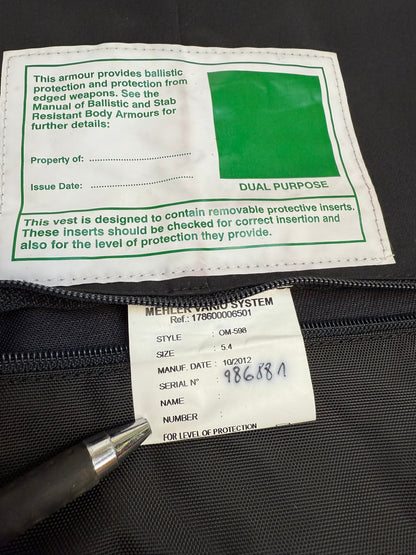 This armour provides ballistic
protection and protection from
edged weapons. See the
Manual of Ballistic and Stab
Resistant Body Armours for
further details:
Property of: ..............................
Issue Date: ..............................
DUAL PURPOSE
This vest is designed to contain removable protective inserts.
These inserts should be checked for correct insertion and
also for the level of protection they provide.
MEHLER VARIO SYSTEM
Ref.: 178600006501
STYLE : OM-598
SIZE : 5.4
MANUF. DATE : 10/2012
SERIAL N° : 986881
NAME :
NUMBER :
FOR LEVEL OF PROTECTION